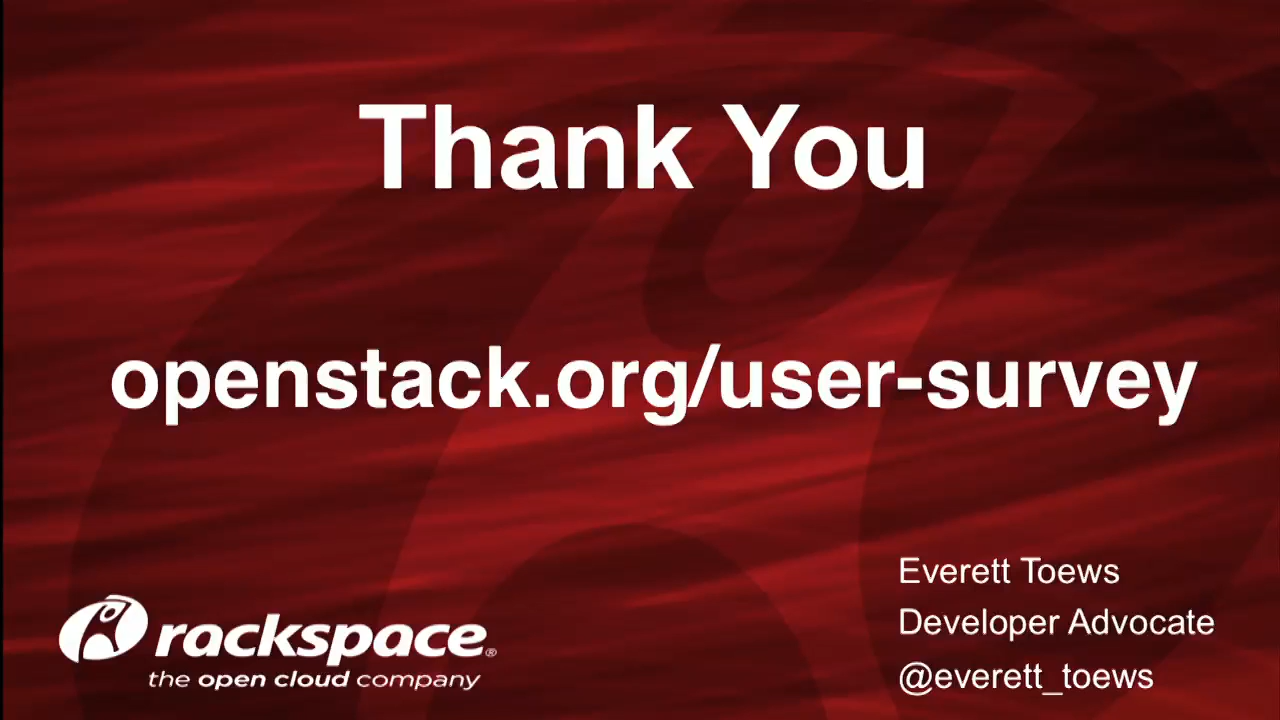 Thank You
openstack.org/user-survey
Everett Toews
Developer Advocate
@everett_toews
rackspace®
the open cloud company